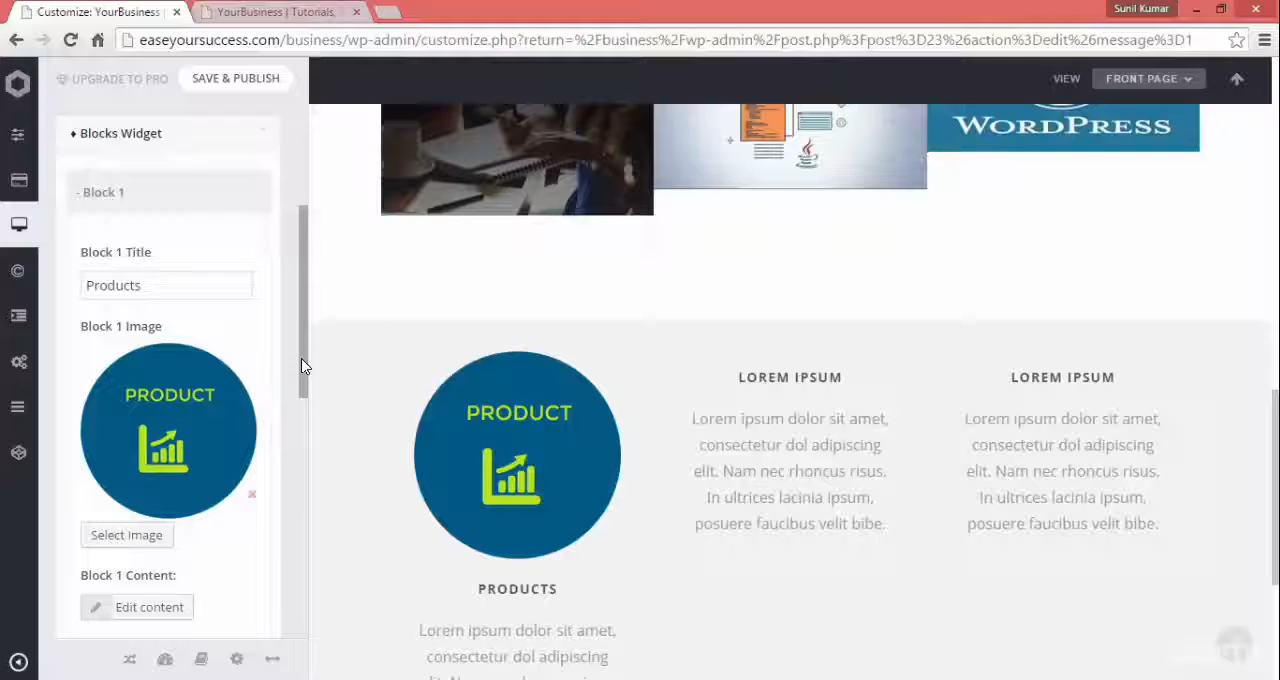 Customize: YourBusiness |
YourBusiness | Tutorials,
Sunil Kumar
easeyoursuccess.com/business/wp-admin/customize.php?return=%2Fbusiness%2Fwp-admin%2Fpost.php%3Fpost%3D23%26action%3Dedit%26message%3D1
UPGRADE TO PRO
SAVE & PUBLISH
VIEW
FRONT PAGE
♦ Blocks Widget
- Block 1
Block 1 Title
Products
Block 1 Image
PRODUCT
Select Image
Block 1 Content:
Edit content
WORDPRESS
PRODUCT
PRODUCTS
Lorem ipsum dolor sit amet,
consectetur dol adipiscing
LOREM IPSUM
Lorem ipsum dolor sit amet,
consectetur dol adipiscing
elit. Nam nec rhoncus risus.
In ultrices lacinia ipsum,
posuere faucibus velit bibe.
LOREM IPSUM
Lorem ipsum dolor sit amet,
consectetur dol adipiscing
elit. Nam nec rhoncus risus.
In ultrices lacinia ipsum,
posuere faucibus velit bibe.